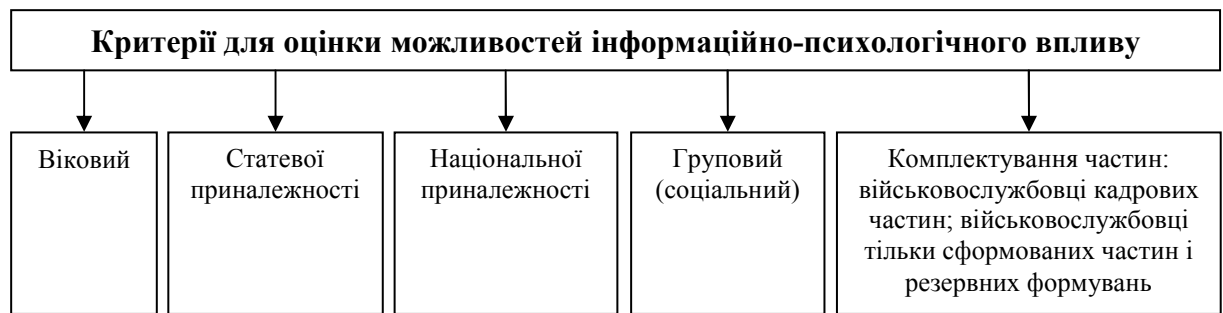 Критерії для оцінки можливостей інформаційно-психологічного впливу
Віковий
Статевої
приналежності
Національної
приналежності
Груповий
(соціальний)
Комплектування частин:
військовослужбовці кадрових
частин; військовослужбовці
тільки сформованих частин і
резервних формувань